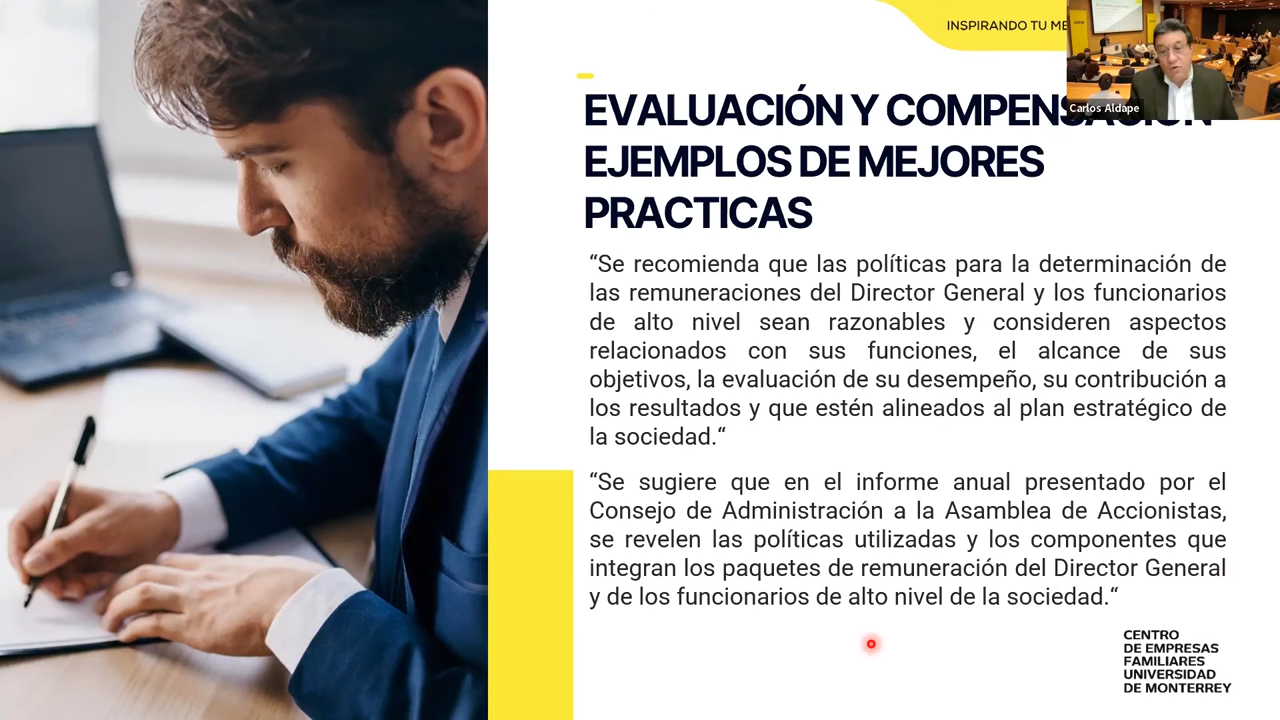 INSPIRANDO TU
Carlos Aldape
EVALUACIÓN Y COMPENSACIÓN
EJEMPLOS DE MEJORES
PRACTICAS
“Se recomienda que las políticas para la determinación de
las remuneraciones del Director General y los funcionarios
de alto nivel sean razonables y consideren aspectos
relacionados con sus funciones, el alcance de sus
objetivos, la evaluación de su desempeño, su contribución a
los resultados y que estén alineados al plan estratégico de
la sociedad.“
“Se sugiere que en el informe anual presentado por el
Consejo de Administración a la Asamblea de Accionistas,
se revelen las políticas utilizadas y los componentes que
integran los paquetes de remuneración del Director General
y de los funcionarios de alto nivel de la sociedad.“
CENTRO
DE EMPRESAS
FAMILIARES
UNIVERSIDAD
DE MONTERREY